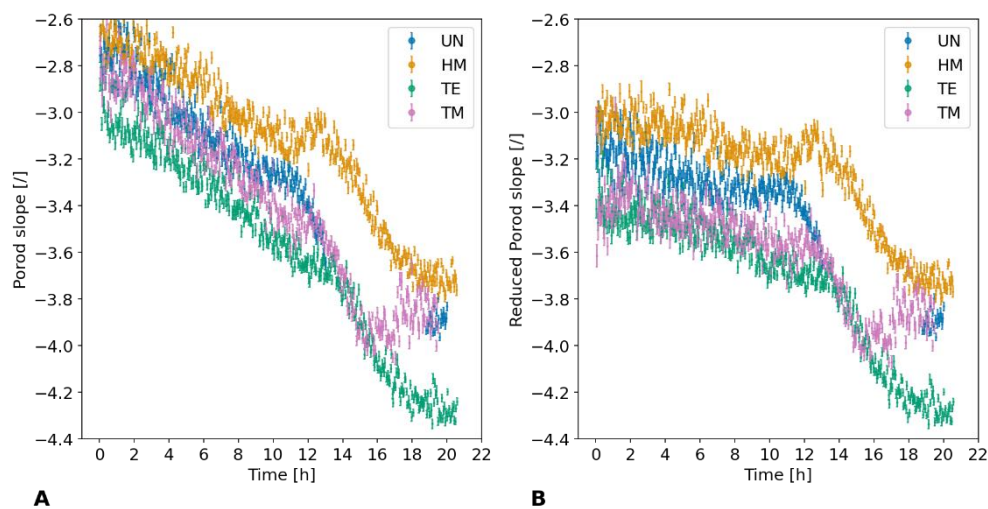 −2.6
−2.8
−3.0
−3.2
−3.4
−3.6
−3.8
−4.0
−4.2
−4.4
Porod slope [/]
0 2 4 6 8 10 12 14 16 18 20 22
Time [h]
UN
HM
TE
TM
A
−2.6
−2.8
−3.0
−3.2
−3.4
−3.6
−3.8
−4.0
−4.2
−4.4
Reduced Porod slope [/]
0 2 4 6 8 10 12 14 16 18 20 22
Time [h]
UN
HM
TE
TM
B